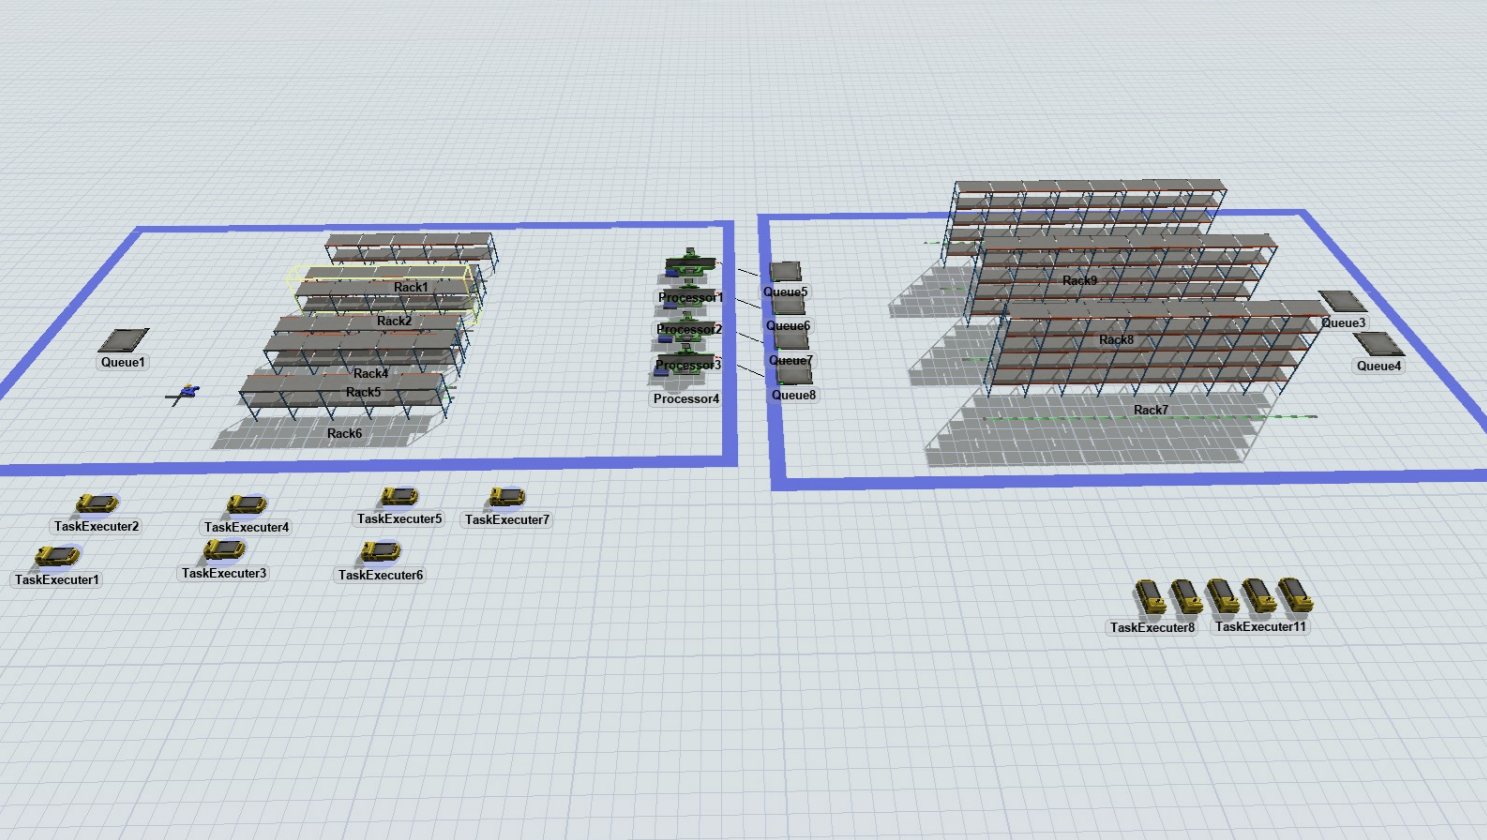 Rack1
Rack2
Rack4
Rack5
Rack6
Queue1
Processor1
Processor2
Processor3
Processor4
Queue5
Queue6
Queue7
Queue8
Rack9
Rack8
Rack7
Queue3
Queue4
TaskExecuter2
TaskExecuter4
TaskExecuter5
TaskExecuter7
TaskExecuter1
TaskExecuter3
TaskExecuter6
TaskExecuter8
TaskExecuter11